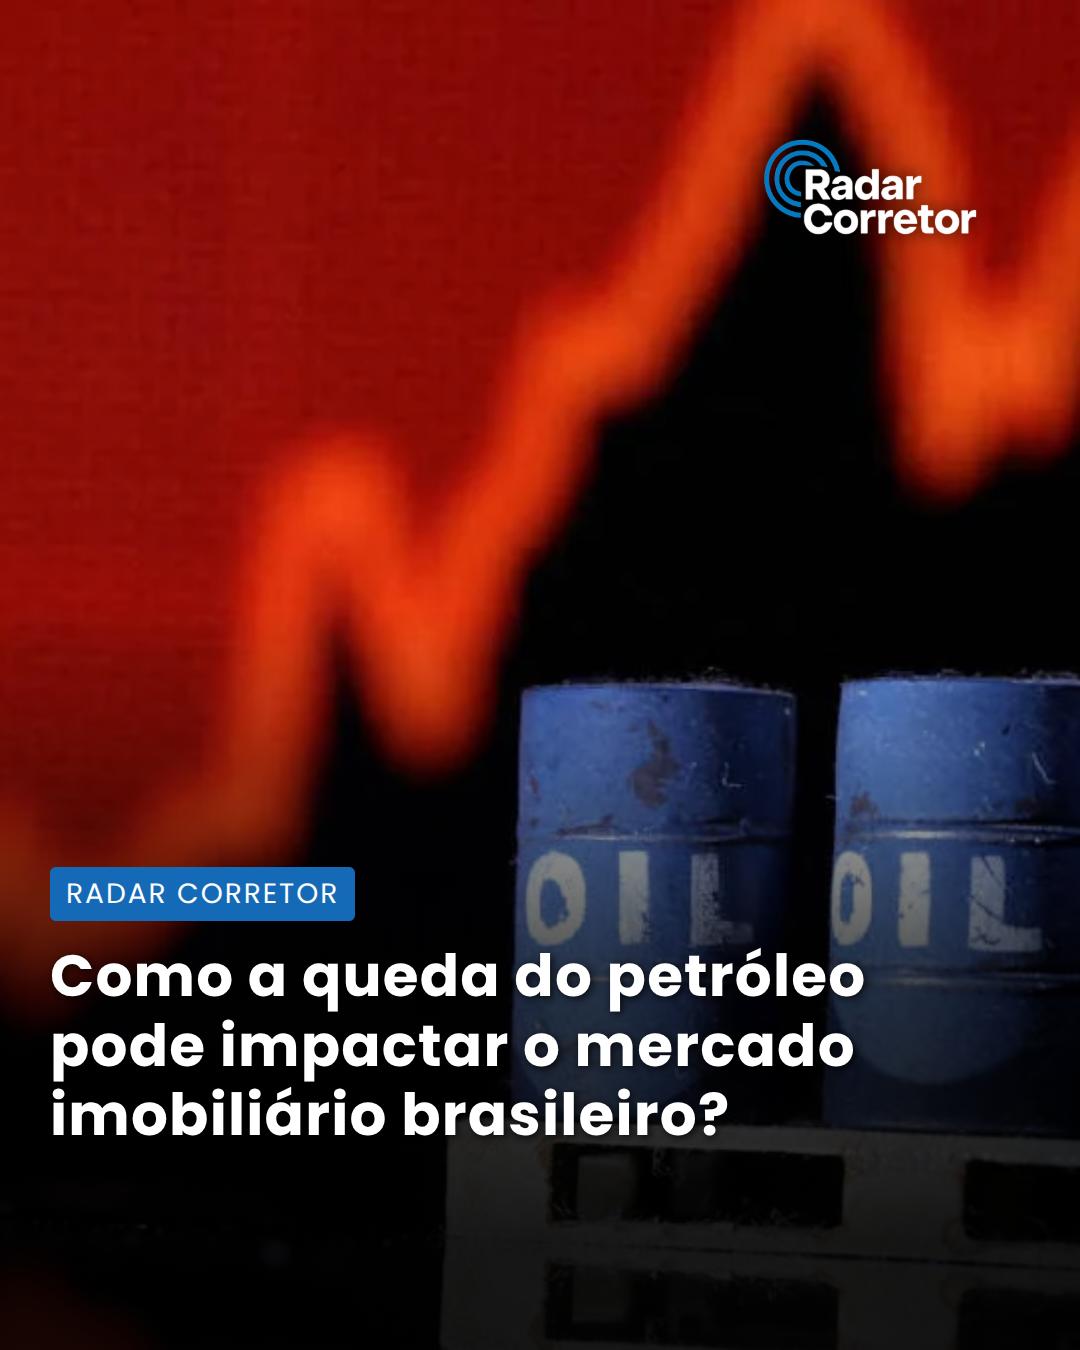 Radar
Corretor
OIL
OIL
RADAR CORRETOR
Como a queda do petróleo
pode impactar o mercado
imobiliário brasileiro?